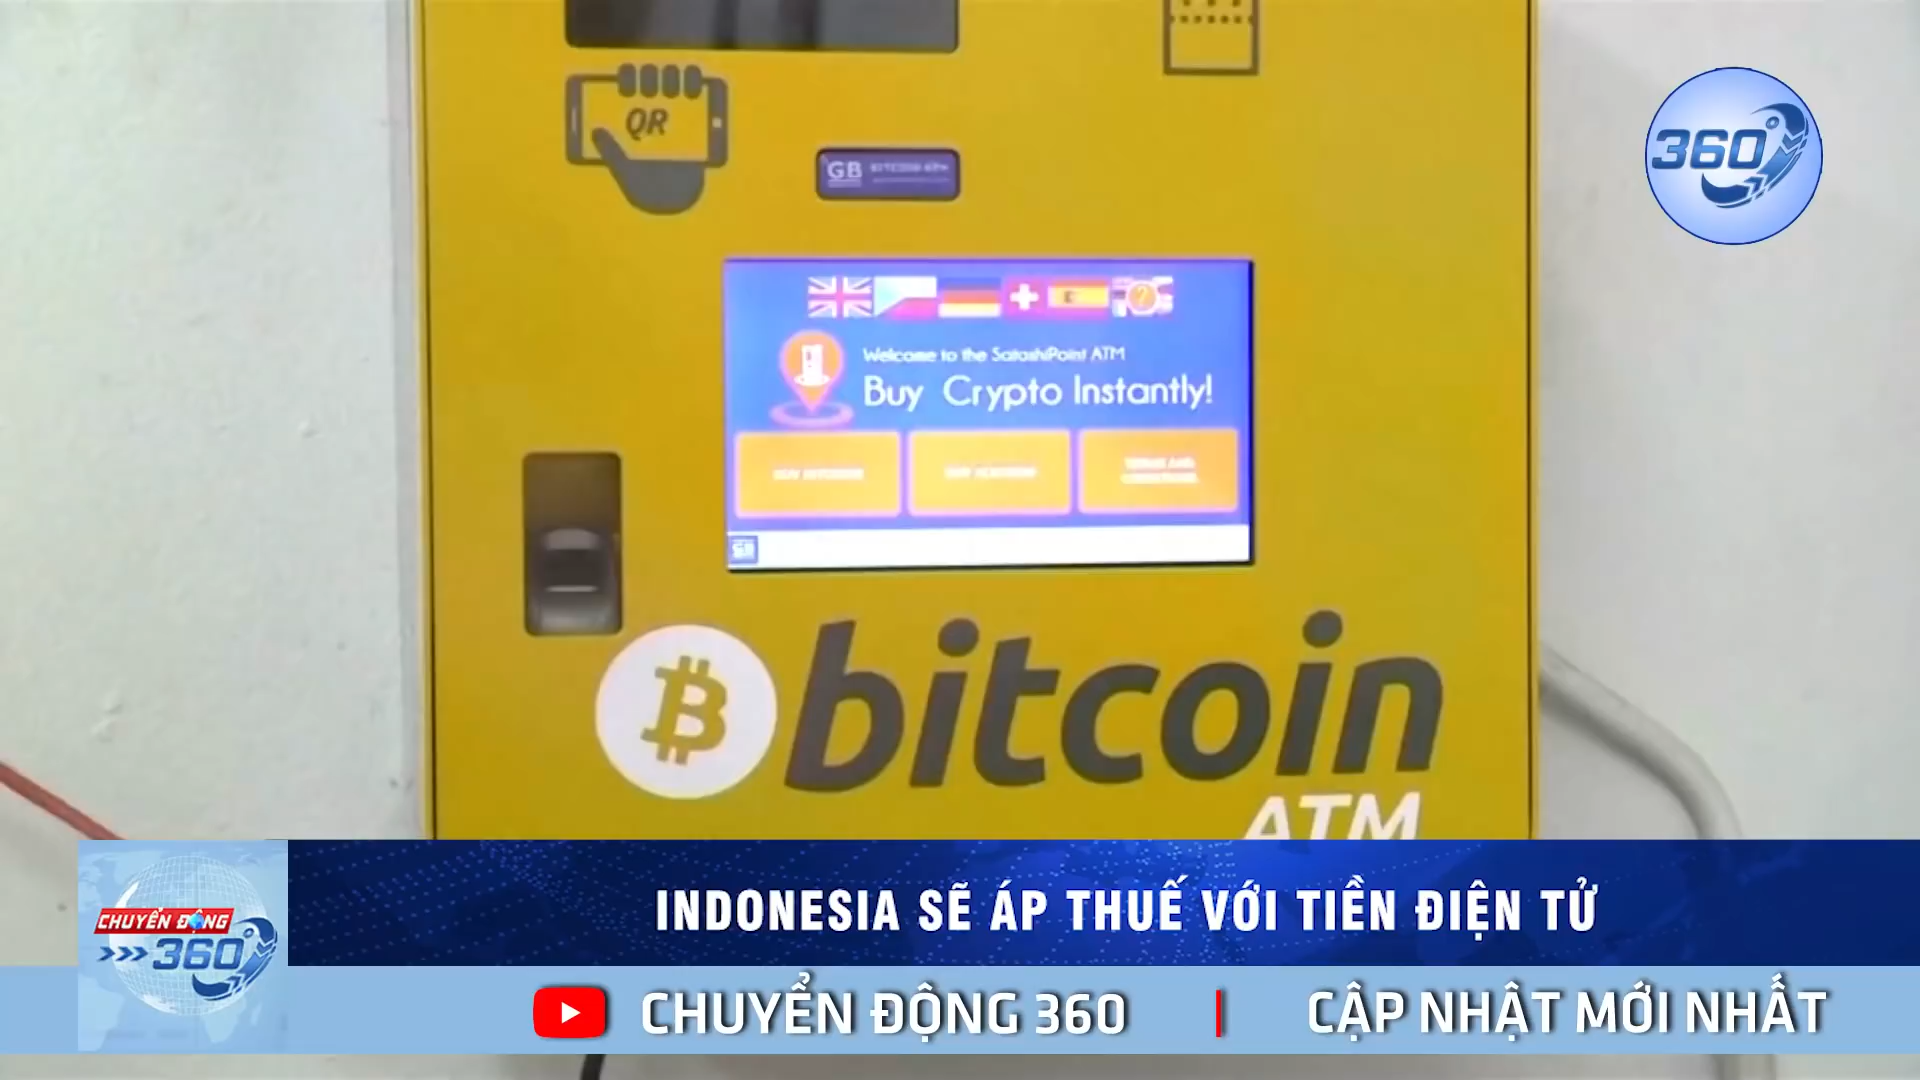 QR
GB
360
Welcome to the SatoshiPoint ATM
Buy Crypto Instantly!
GB
bitcoin
ATM
INDONESIA SẼ ÁP THUẾ VỚI TIỀN ĐIỆN TỬ
CHUYỂN ĐỘNG
360
CHUYỂN ĐỘNG 360 | CẬP NHẬT MỚI NHẤT